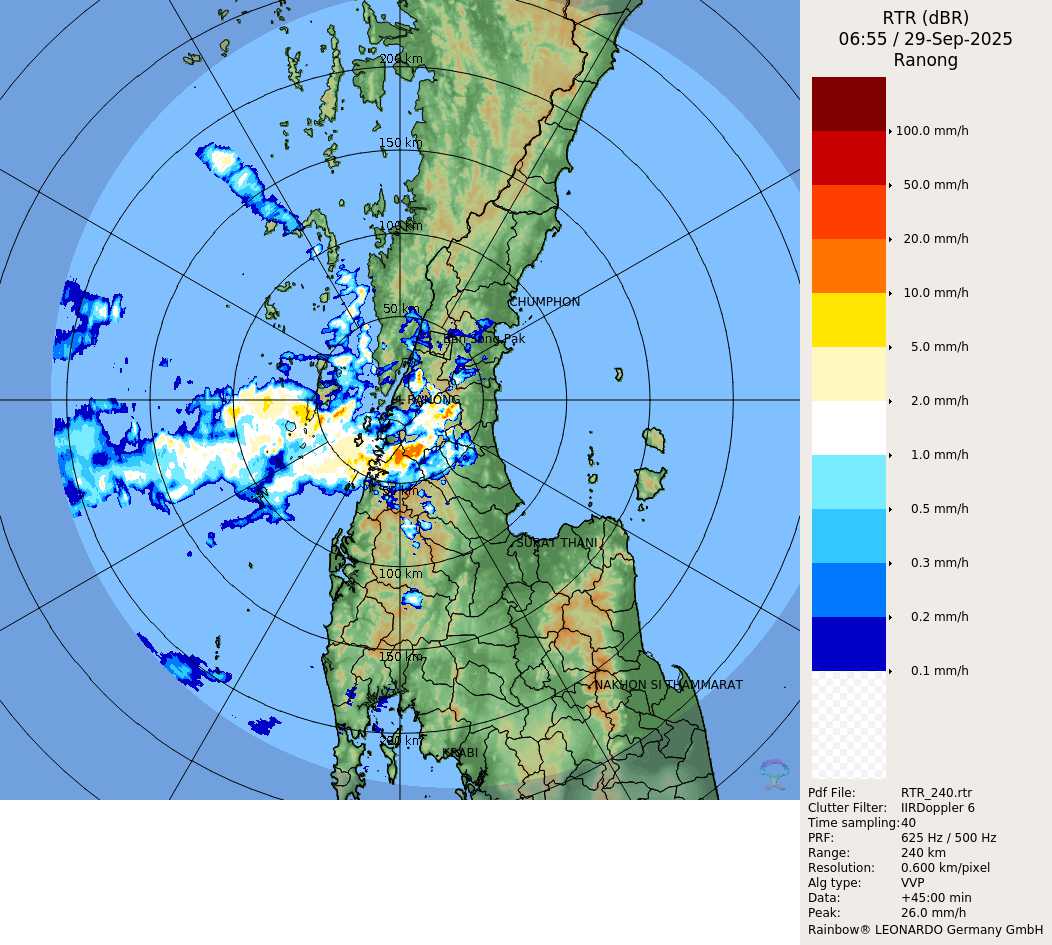 RTR (dBR)
06:55 / 29-Sep-2025
Ranong
100.0 mm/h
50.0 mm/h
20.0 mm/h
10.0 mm/h
5.0 mm/h
2.0 mm/h
1.0 mm/h
0.5 mm/h
0.3 mm/h
0.2 mm/h
0.1 mm/h
Pdf File: RTR_240.rtr
Clutter Filter: IIRDoppler 6
Time sampling: 40
PRF: 625 Hz / 500 Hz
Range: 240 km
Resolution: 0.600 km/pixel
Alg type: VVP
Data: +45:00 min
Peak: 26.0 mm/h
Rainbow® LEONARDO Germany GmbH
200 km
150 km
100 km
50 km
CHUMPHON
Ban Song Pak
RANONG
50 km
SURAT THANI
100 km
150 km
NAKHON SI THAMMARAT
200 km
KRABI